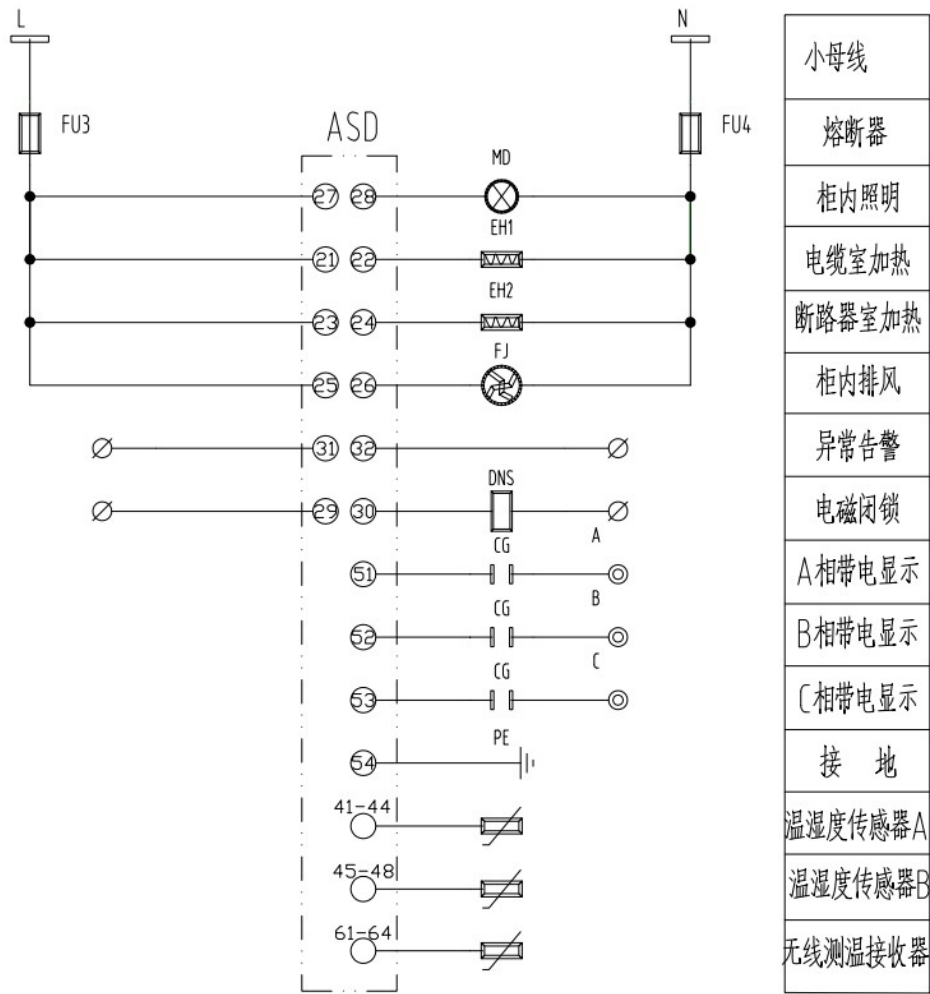 L
N
小母线
FU3
ASD
FU4
熔断器
MD
27 28
柜内照明
EH1
21 22
电缆室加热
EH2
23 24
断路器室加热
FJ
25 26
柜内排风
31 32
异常告警
DNS
29 30
电磁闭锁
A
CG
51
A相带电显示
B
CG
52
B相带电显示
C
CG
53
C相带电显示
PE
54
接 地
41-44
温湿度传感器A
45-48
温湿度传感器B
61-64
无线测温接收器